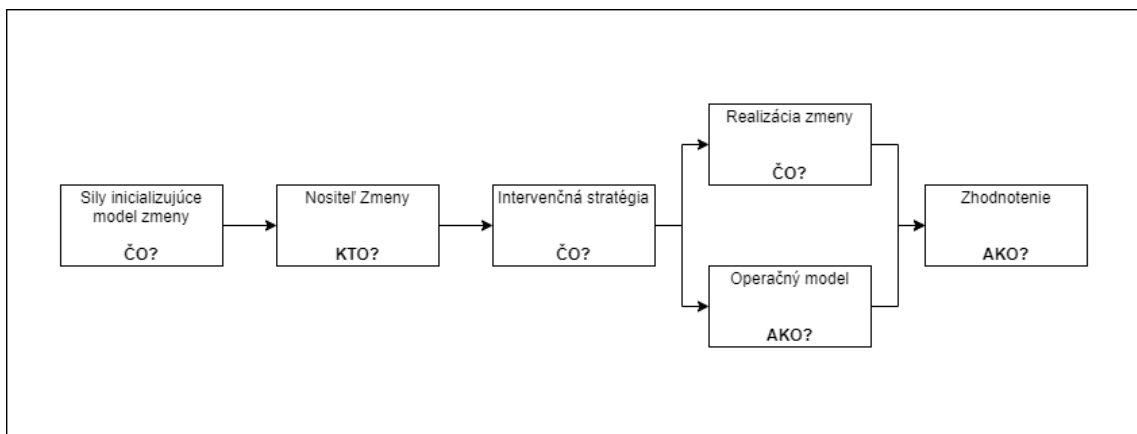 Sily inicializujúce
model zmeny
ČO?
Nositeľ Zmeny
KTO?
Intervenčná stratégia
ČO?
Realizácia zmeny
ČO?
Operačný model
AKO?
Zhodnotenie
AKO?